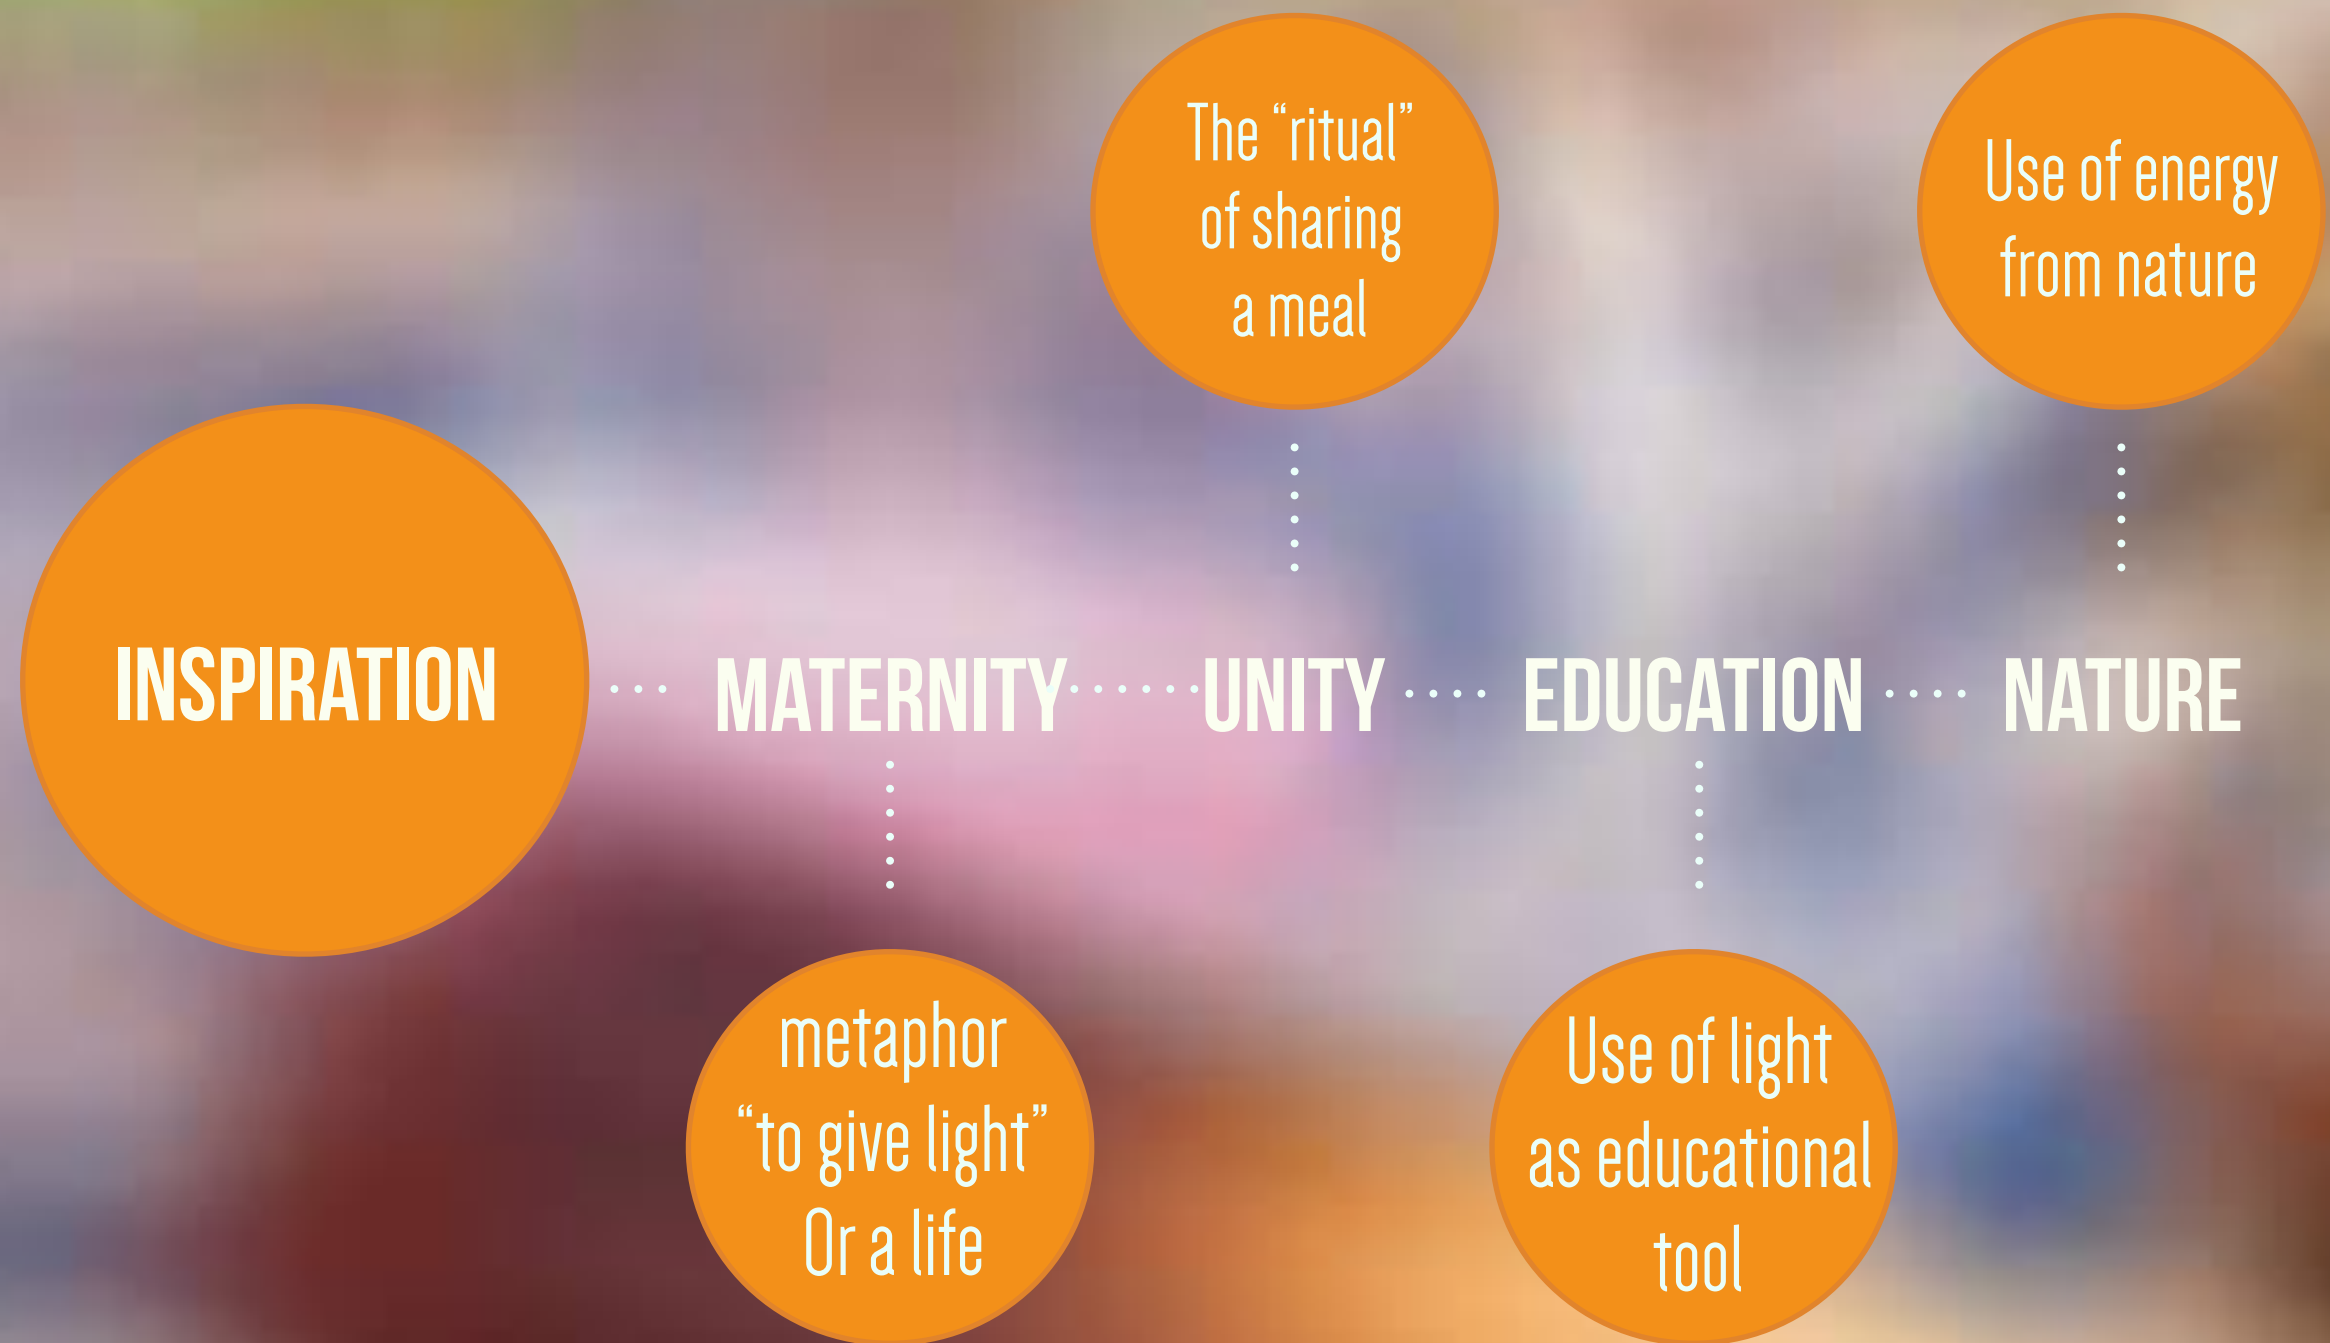 The “ritual”
of sharing
a meal
Use of energy
from nature
INSPIRATION
MATERNITY
UNITY
EDUCATION
NATURE
metaphor
“to give light”
Or a life
Use of light
as educational
tool